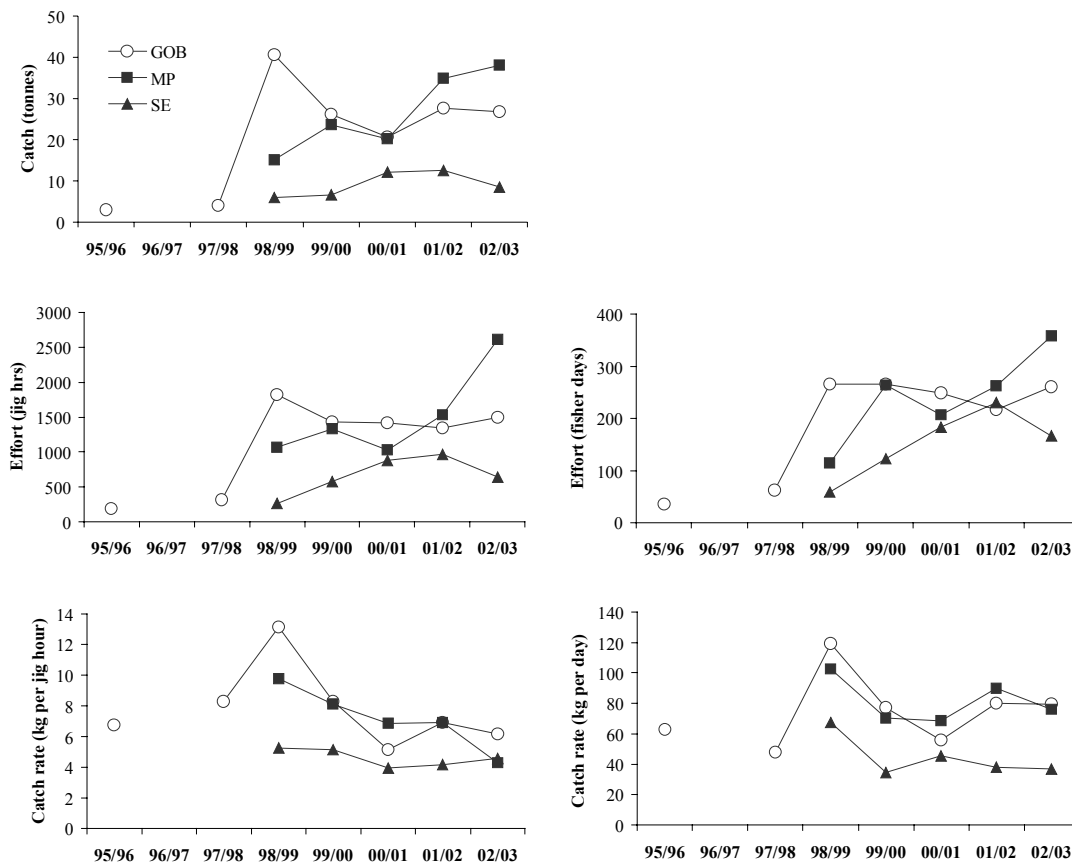 Catch (tonnes)
50
40
30
20
10
0
GOB
MP
SE
95/96 96/97 97/98 98/99 99/00 00/01 01/02 02/03
Effort (jig hrs)
3000
2500
2000
1500
1000
500
0
95/96 96/97 97/98 98/99 99/00 00/01 01/02 02/03
Effort (fisher days)
400
300
200
100
0
95/96 96/97 97/98 98/99 99/00 00/01 01/02 02/03
Catch rate (kg per jig hour)
14
12
10
8
6
4
2
0
95/96 96/97 97/98 98/99 99/00 00/01 01/02 02/03
Catch rate (kg per day)
140
120
100
80
60
40
20
0
95/96 96/97 97/98 98/99 99/00 00/01 01/02 02/03